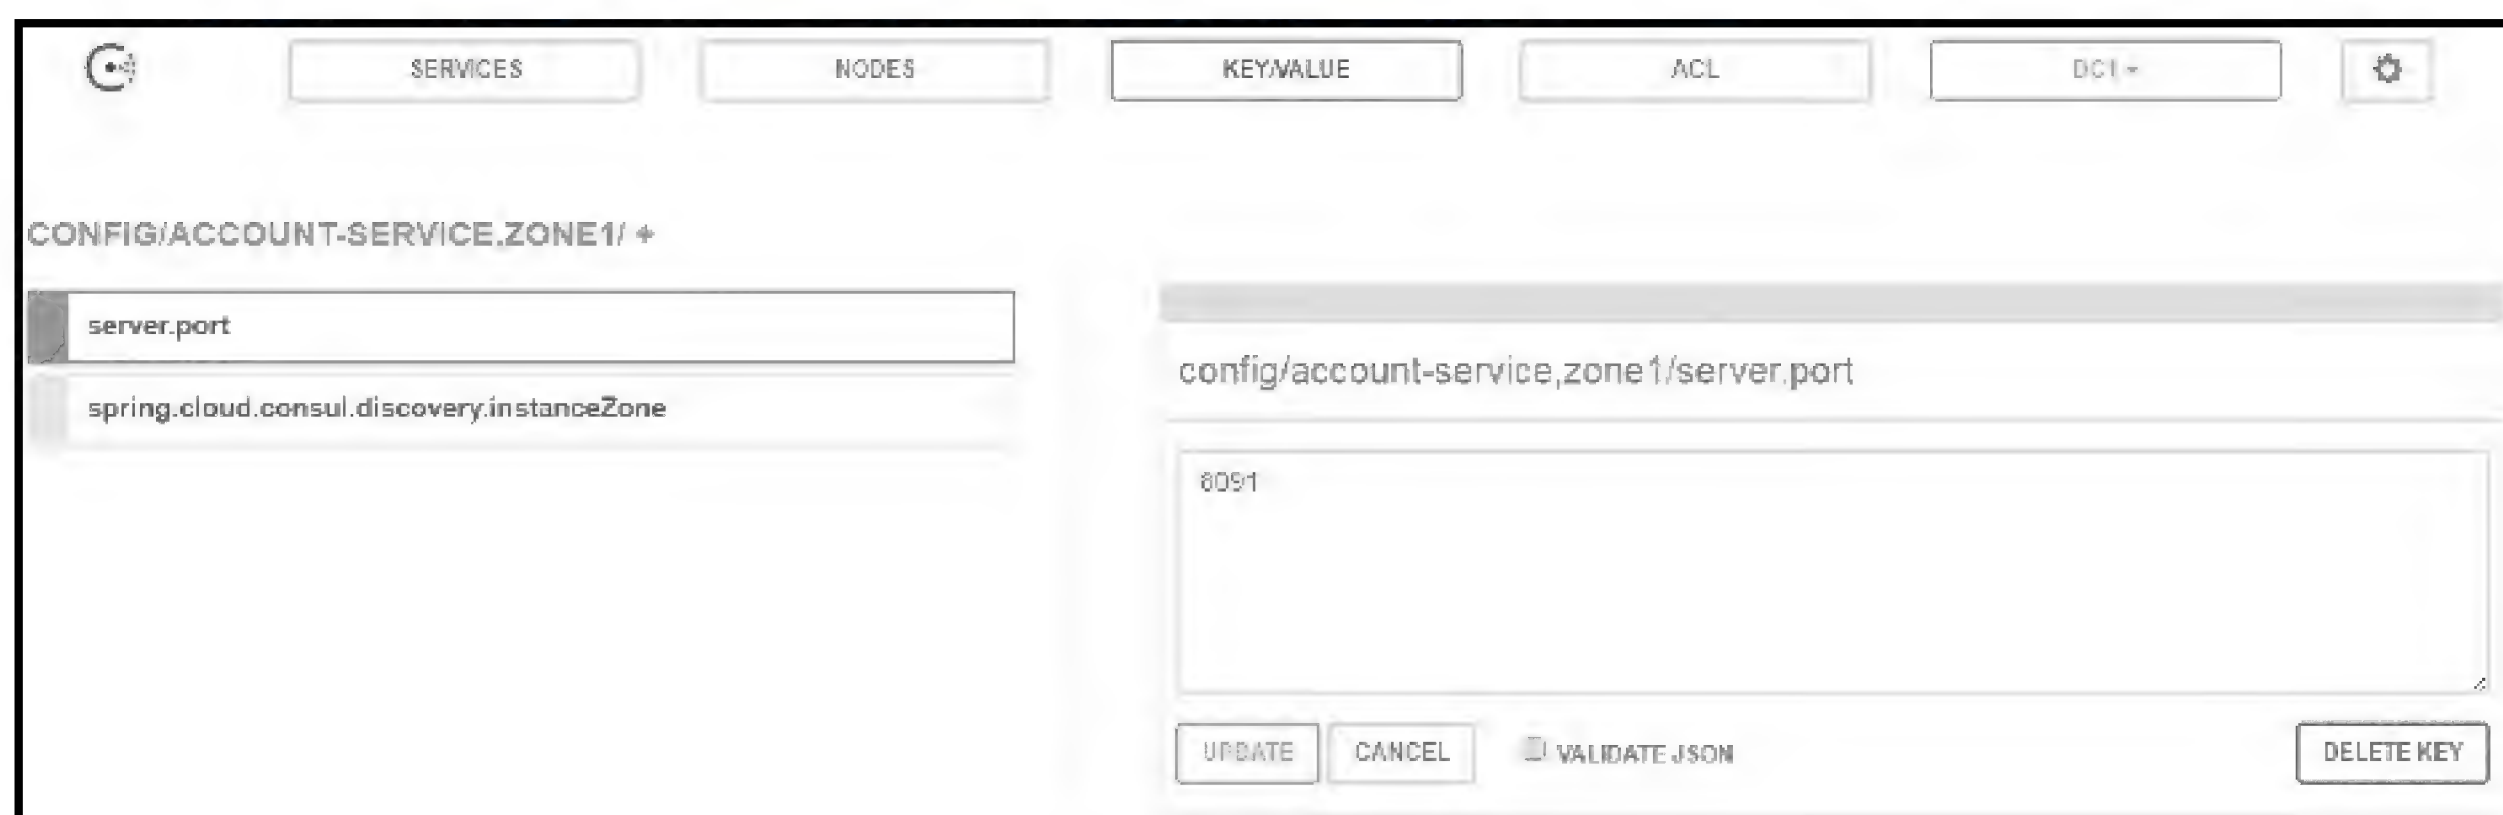 SERVICES NODES KEY/VALUE ACL DC1
CONFIG/ACCOUNT-SERVICE,ZONE1/ +
server.port
spring.cloud.consul.discovery.instanceZone
config/account-service,zone1/server.port
8091
UPDATE CANCEL VALIDATE JSON DELETE KEY